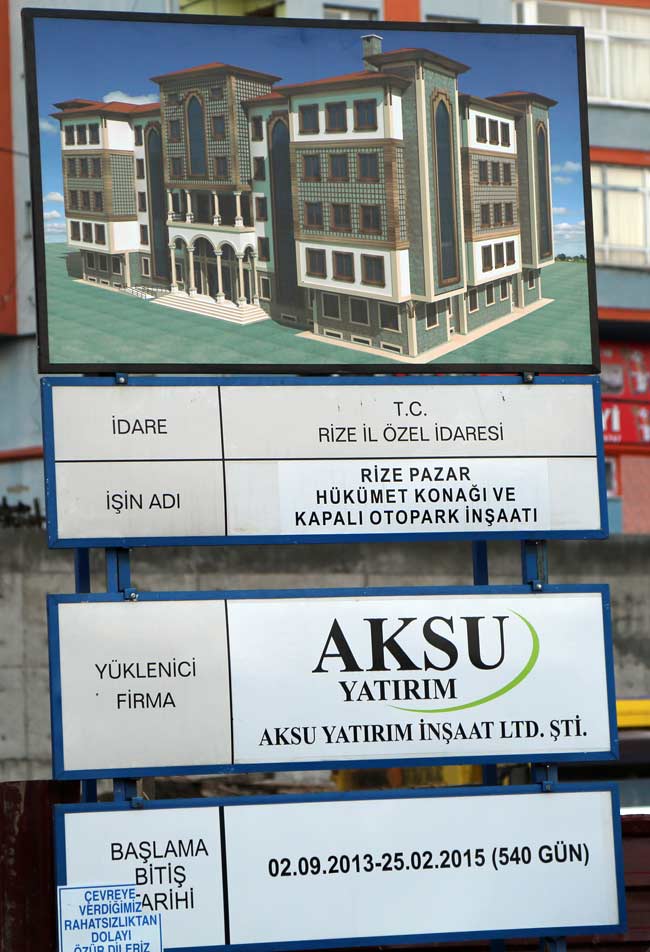 İDARE
T.C.
RİZE İL ÖZEL İDARESİ
İŞİN ADI
RİZE PAZAR
HÜKÜMET KONAĞI VE
KAPALI OTOPARK İNŞAATI
YÜKLENİCİ
FİRMA
AKSU
YATIRIM
AKSU YATIRIM İNŞAAT LTD. ŞTİ.
BAŞLAMA
BİTİŞ
TARİHİ
02.09.2013-25.02.2015 (540 GÜN)
ÇEVREYE
VERDİĞİMİZ
RAHATSIZLIKTAN
DOLAYI
ÖZÜR DİLERİZ